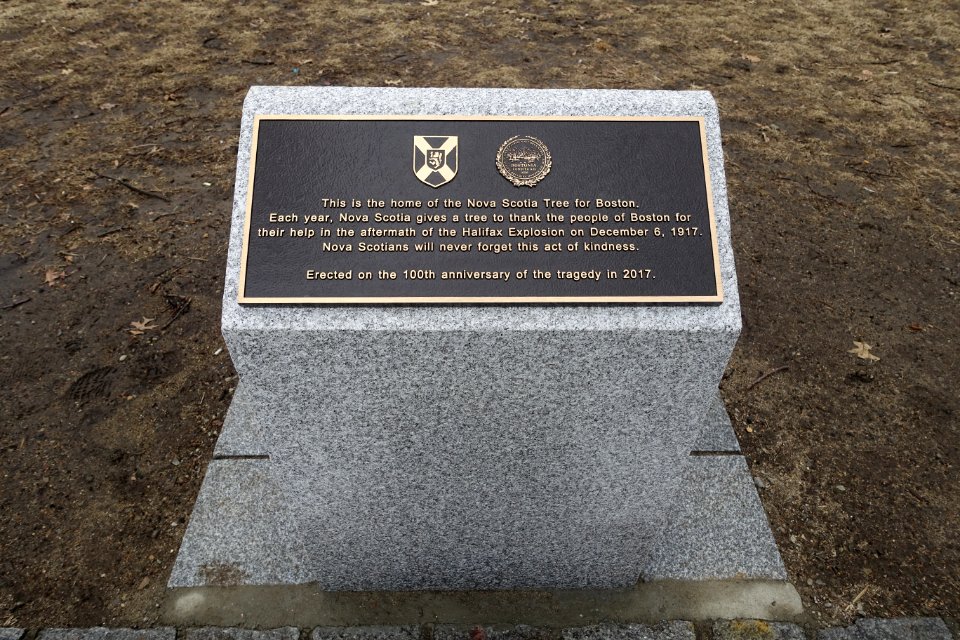 This is the home of the Nova Scotia Tree for Boston.
Each year, Nova Scotia gives a tree to thank the people of Boston for
their help in the aftermath of the Halifax Explosion on December 6, 1917.
Nova Scotians will never forget this act of kindness.
Erected on the 100th anniversary of the tragedy in 2017.